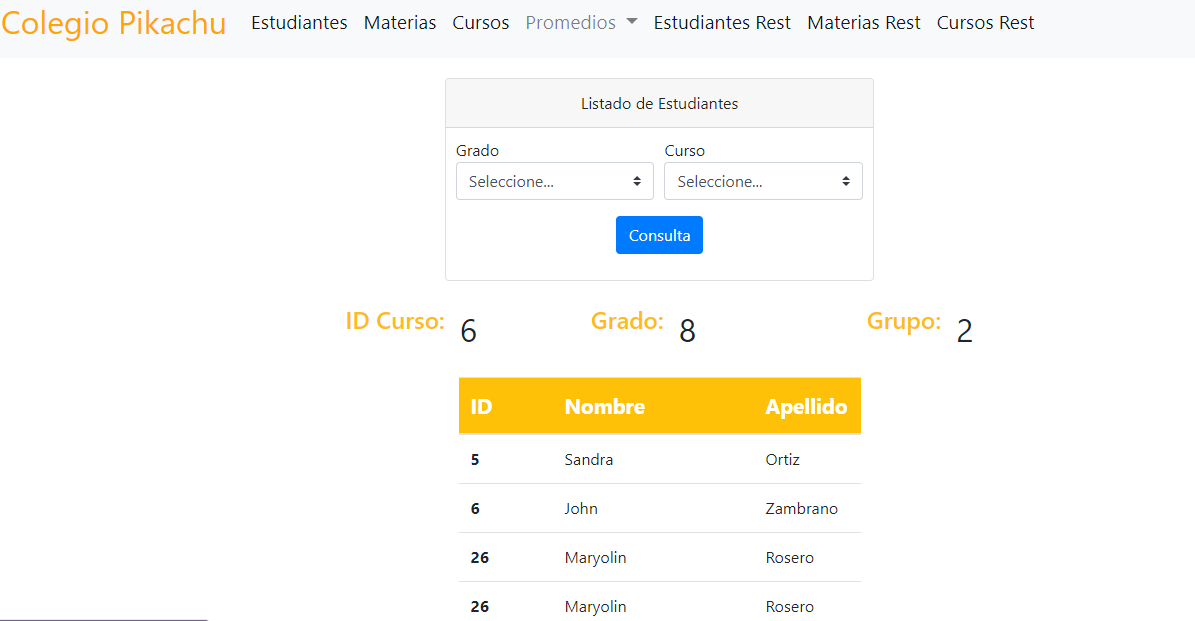 Colegio Pikachu Estudiantes Materias Cursos Promedios Estudiantes Rest Materias Rest Cursos Rest
Listado de Estudiantes
Grado Curso
Seleccione... Seleccione...
Consulta
ID Curso: 6 Grado: 8 Grupo: 2
ID Nombre Apellido
5 Sandra Ortiz
6 John Zambrano
26 Maryolin Rosero
26 Maryolin Rosero